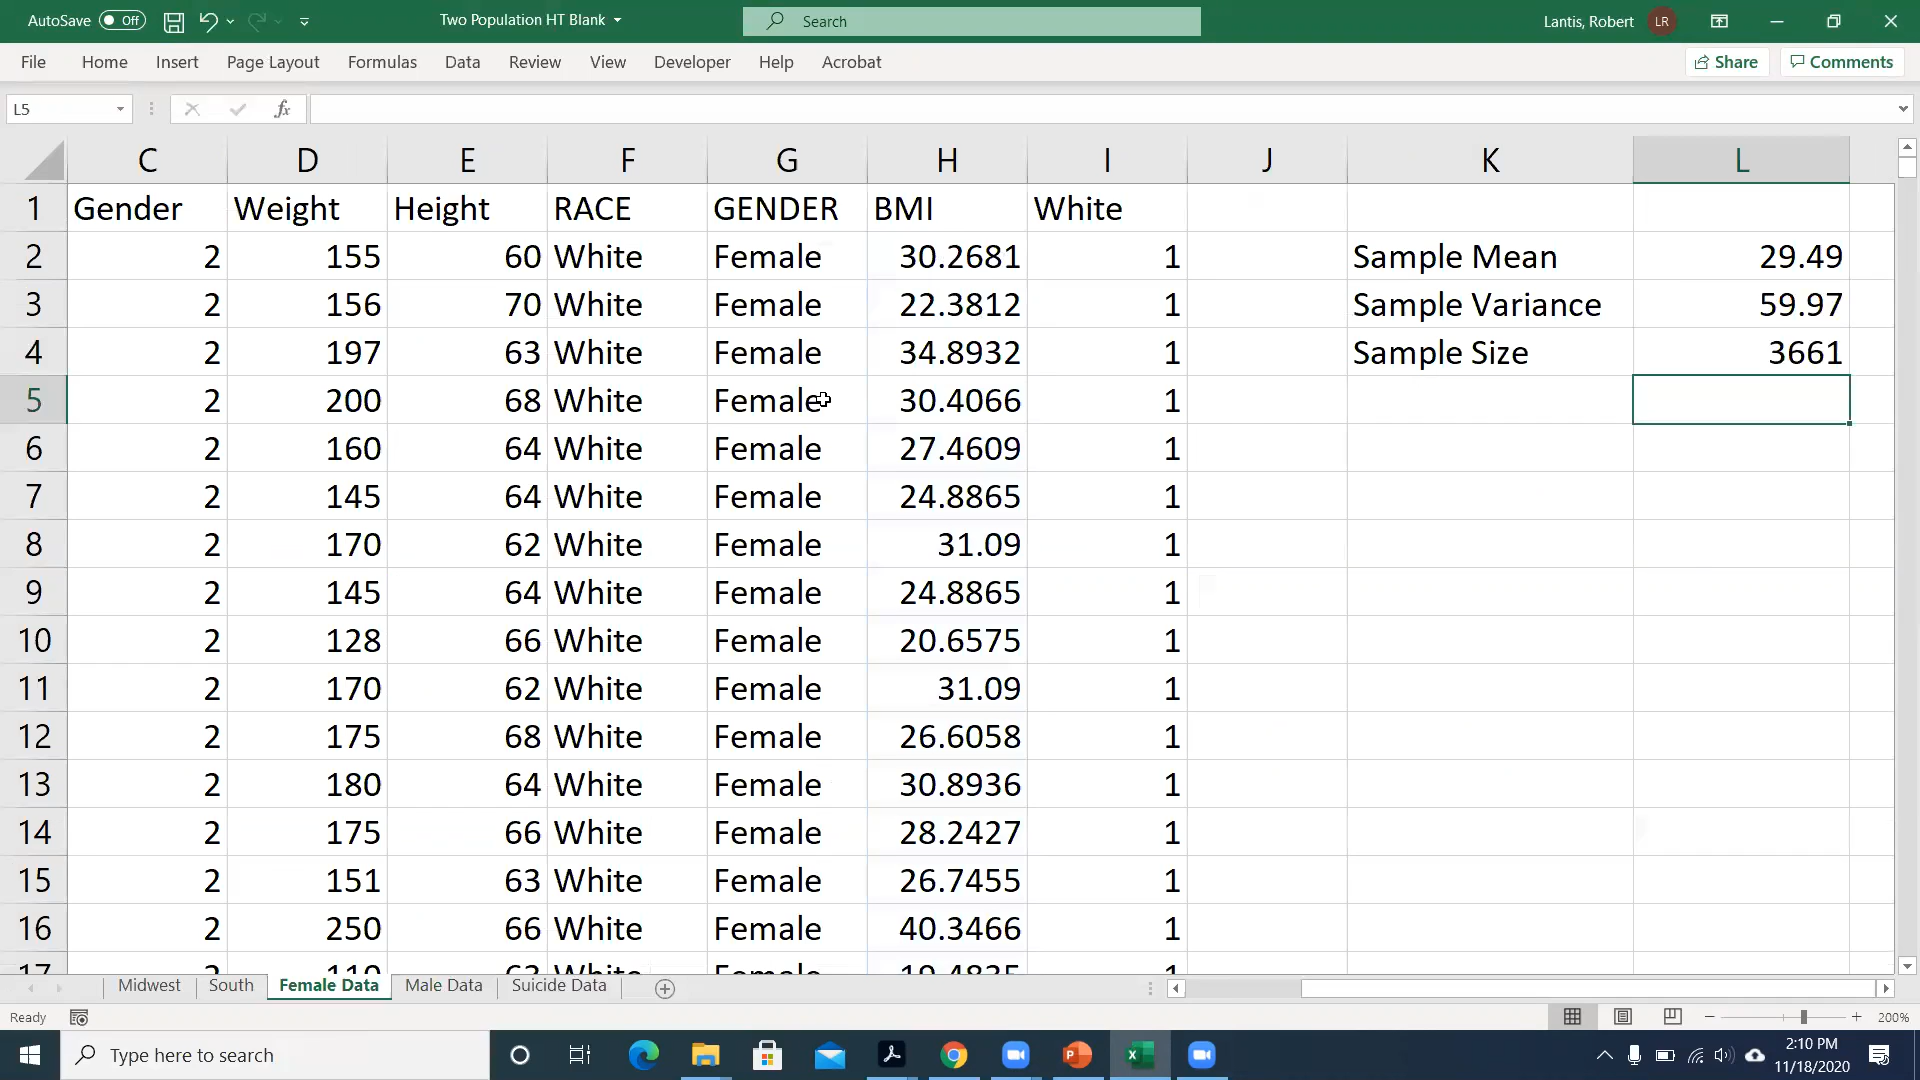 AutoSave Off Two Population HT Blank Search Lantis, Robert LR
File Home Insert Page Layout Formulas Data Review View Developer Help Acrobat Share Comments
L5 fx
C D E F G H I J K L
1 Gender Weight Height RACE GENDER BMI White
2 2 155 60 White Female 30.2681 1 Sample Mean 29.49
3 2 156 70 White Female 22.3812 1 Sample Variance 59.97
4 2 197 63 White Female 34.8932 1 Sample Size 3661
5 2 200 68 White Female 30.4066 1
6 2 160 64 White Female 27.4609 1
7 2 145 64 White Female 24.8865 1
8 2 170 62 White Female 31.09 1
9 2 145 64 White Female 24.8865 1
10 2 128 66 White Female 20.6575 1
11 2 170 62 White Female 31.09 1
12 2 175 68 White Female 26.6058 1
13 2 180 64 White Female 30.8936 1
14 2 175 66 White Female 28.2427 1
15 2 151 63 White Female 26.7455 1
16 2 250 66 White Female 40.3466 1
17 2 110 63 White Female 19.4835 1
Midwest South Female Data Male Data Suicide Data
Ready 200%
Type here to search 2:10 PM
11/18/2020